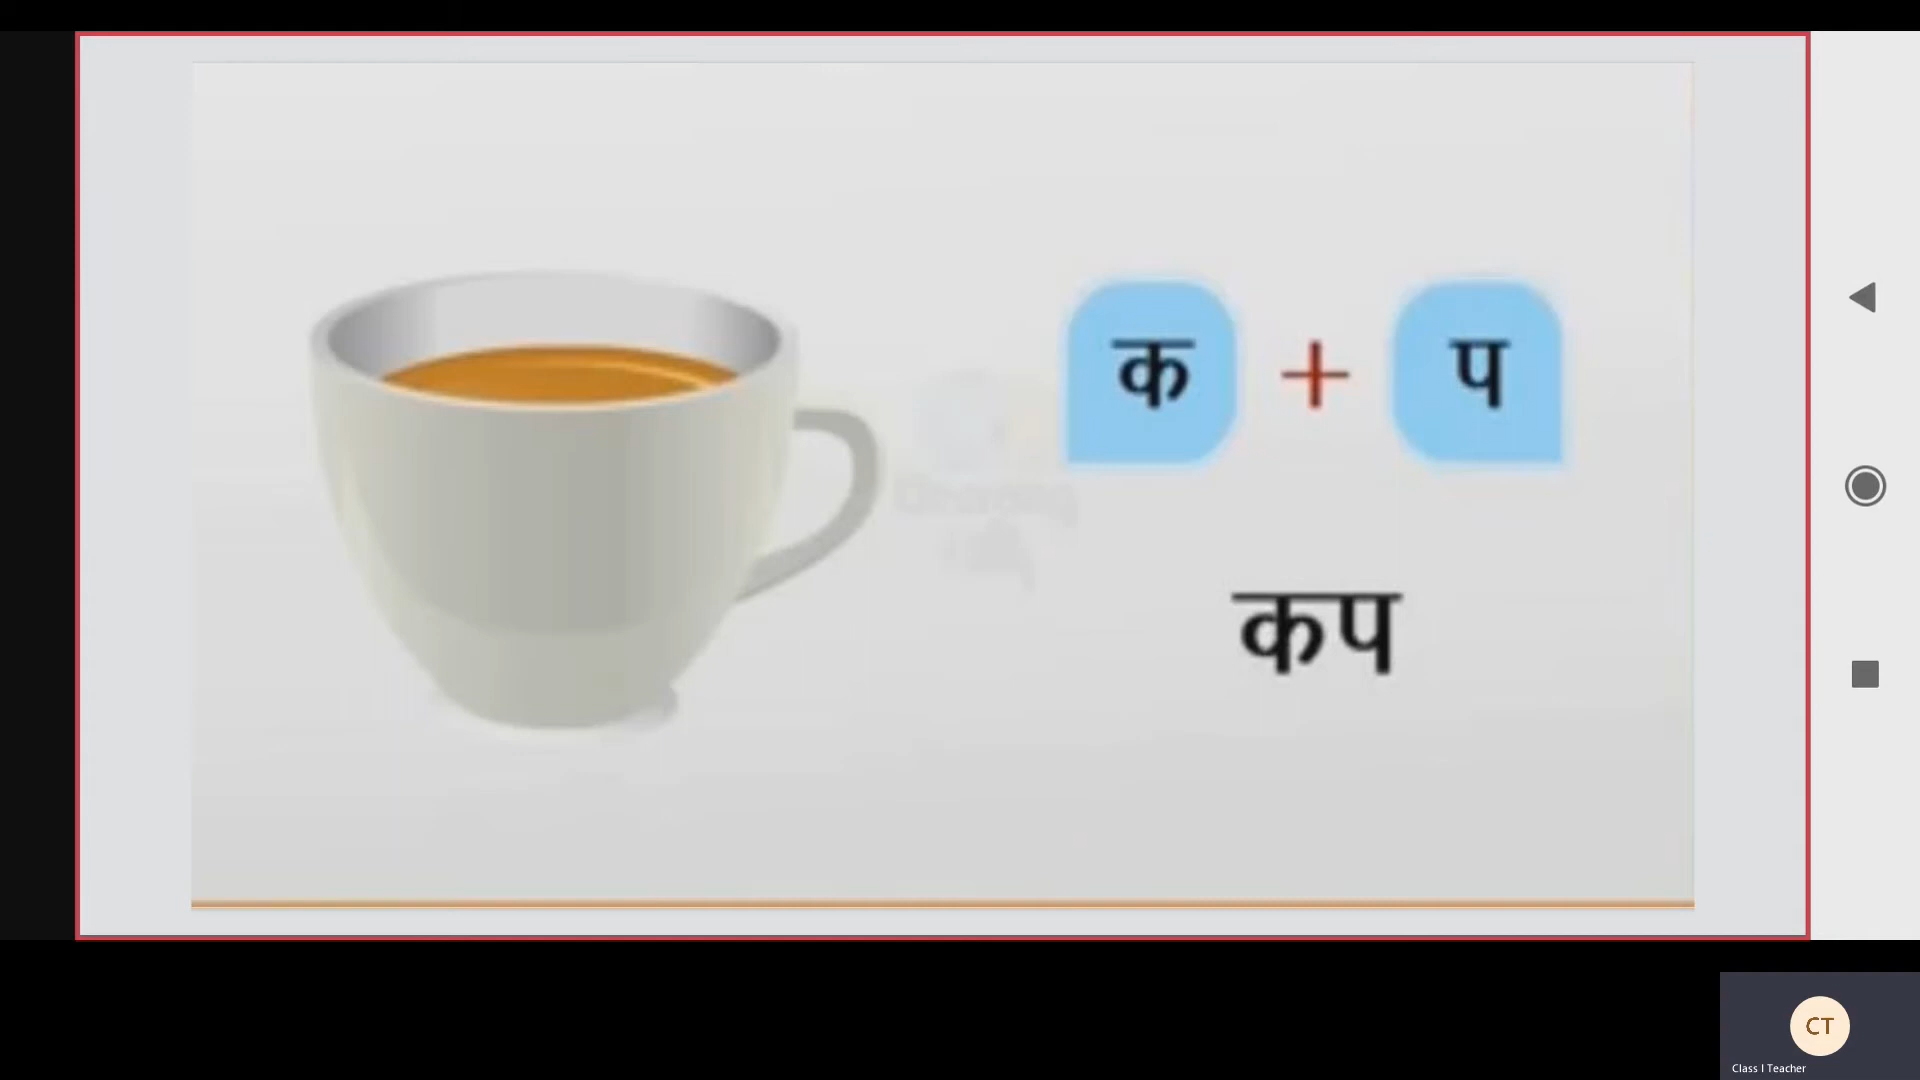 क + प
कप
CT
Class I Teacher